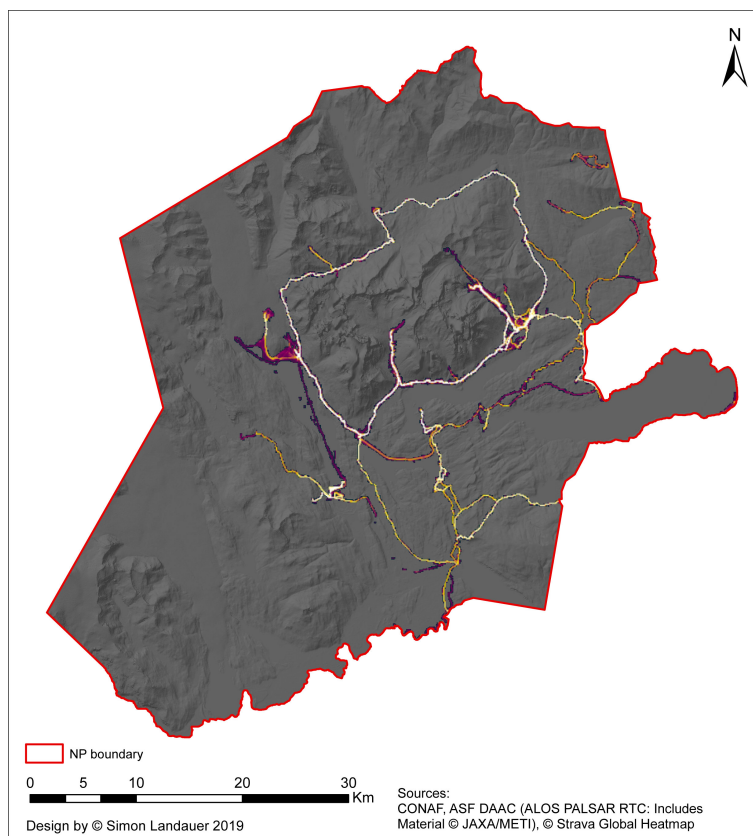 N
NP boundary
0 5 10 20 30
Km
Design by © Simon Landauer 2019
Sources:
CONAF, ASF DAAC (ALOS PALSAR RTC: Includes
Material © JAXA/METI), © Strava Global Heatmap